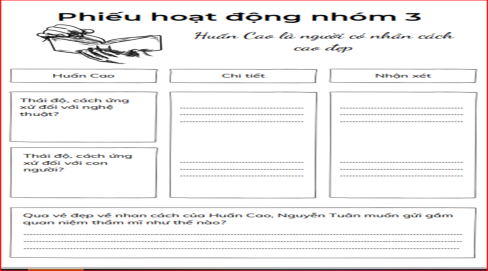 Phiếu hoạt động nhóm 3
Huấn Cao là người có nhân cách
cao đẹp
Huấn Cao
Chi tiết
Nhận xét
Thái độ, cách ứng
xử đối với nghệ
thuật?
Thái độ, cách ứng
xử đối với con
người?
Qua vẻ đẹp về nhan cách của Huấn Cao, Nguyễn Tuân muốn gửi gắm
quan niệm thẩm mĩ như thế nào?